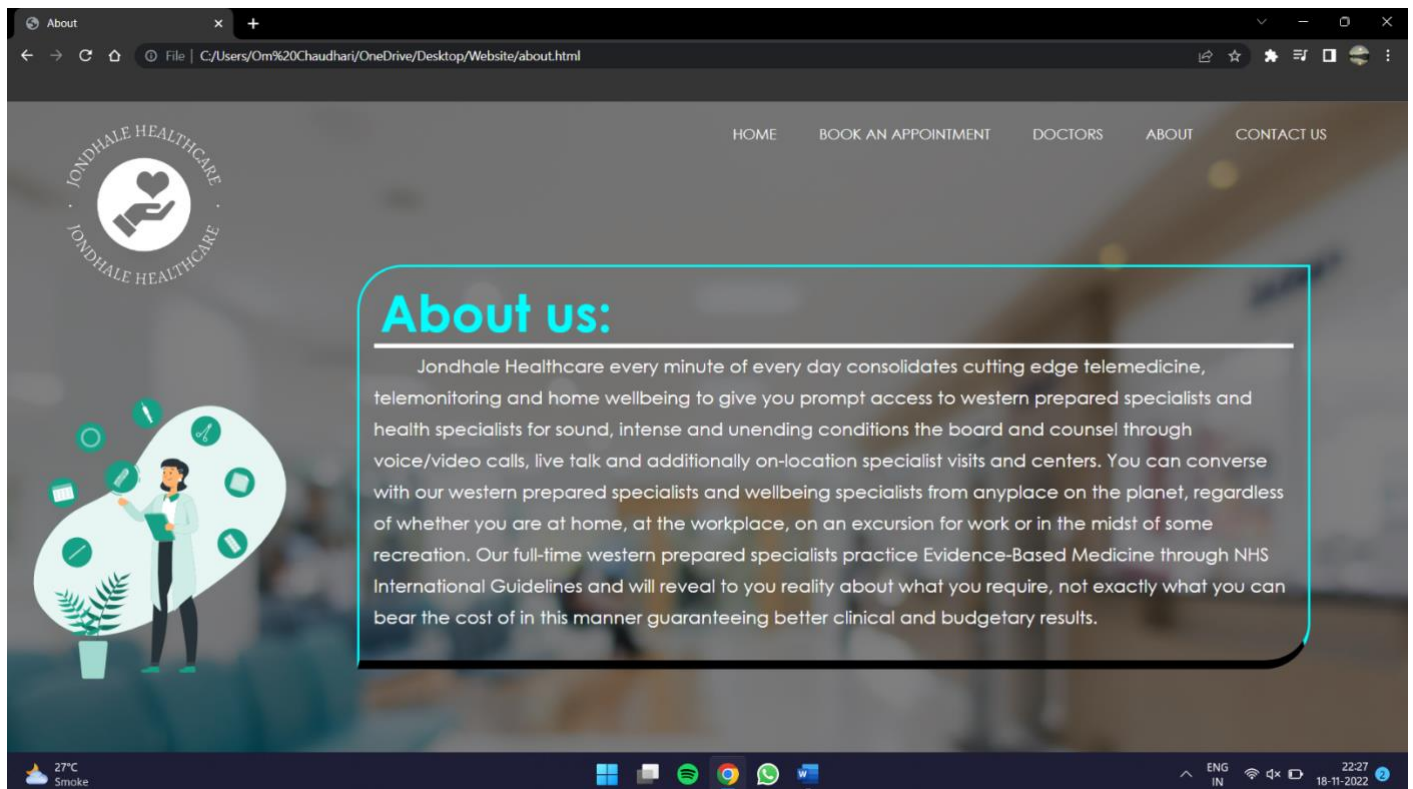 About
File | C:/Users/Om%20Chaudhari/OneDrive/Desktop/Website/about.html
JONDHALE HEALTHCARE
JONDHALE HEALTHCARE
HOME BOOK AN APPOINTMENT DOCTORS ABOUT CONTACT US
About us:
Jondhale Healthcare every minute of every day consolidates cutting edge telemedicine,
telemonitoring and home wellbeing to give you prompt access to western prepared specialists and
health specialists for sound, intense and unending conditions the board and counsel through
voice/video calls, live talk and additionally on-location specialist visits and centers. You can converse
with our western prepared specialists and wellbeing specialists from anyplace on the planet, regardless
of whether you are at home, at the workplace, on an excursion for work or in the midst of some
recreation. Our full-time western prepared specialists practice Evidence-Based Medicine through NHS
International Guidelines and will reveal to you reality about what you require, not exactly what you can
bear the cost of in this manner guaranteeing better clinical and budgetary results.
27°C
Smoke
W
ENG
IN
22:27
18-11-2022
2